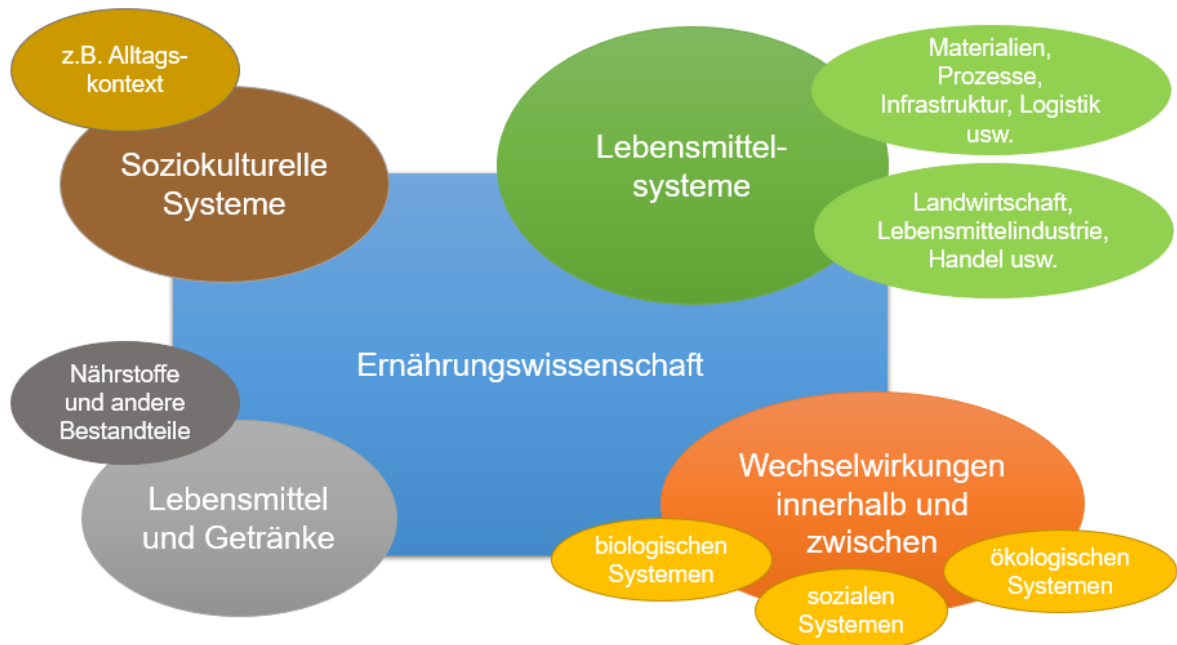 z.B. Alltags-
kontext
Soziokulturelle
Systeme
Lebensmittel-
systeme
Materialien,
Prozesse,
Infrastruktur, Logistik
usw.
Landwirtschaft,
Lebensmittelindustrie,
Handel usw.
Ernährungswissenschaft
Nährstoffe
und andere
Bestandteile
Lebensmittel
und Getränke
Wechselwirkungen
innerhalb und
zwischen
biologischen
Systemen
sozialen
Systemen
ökologischen
Systemen